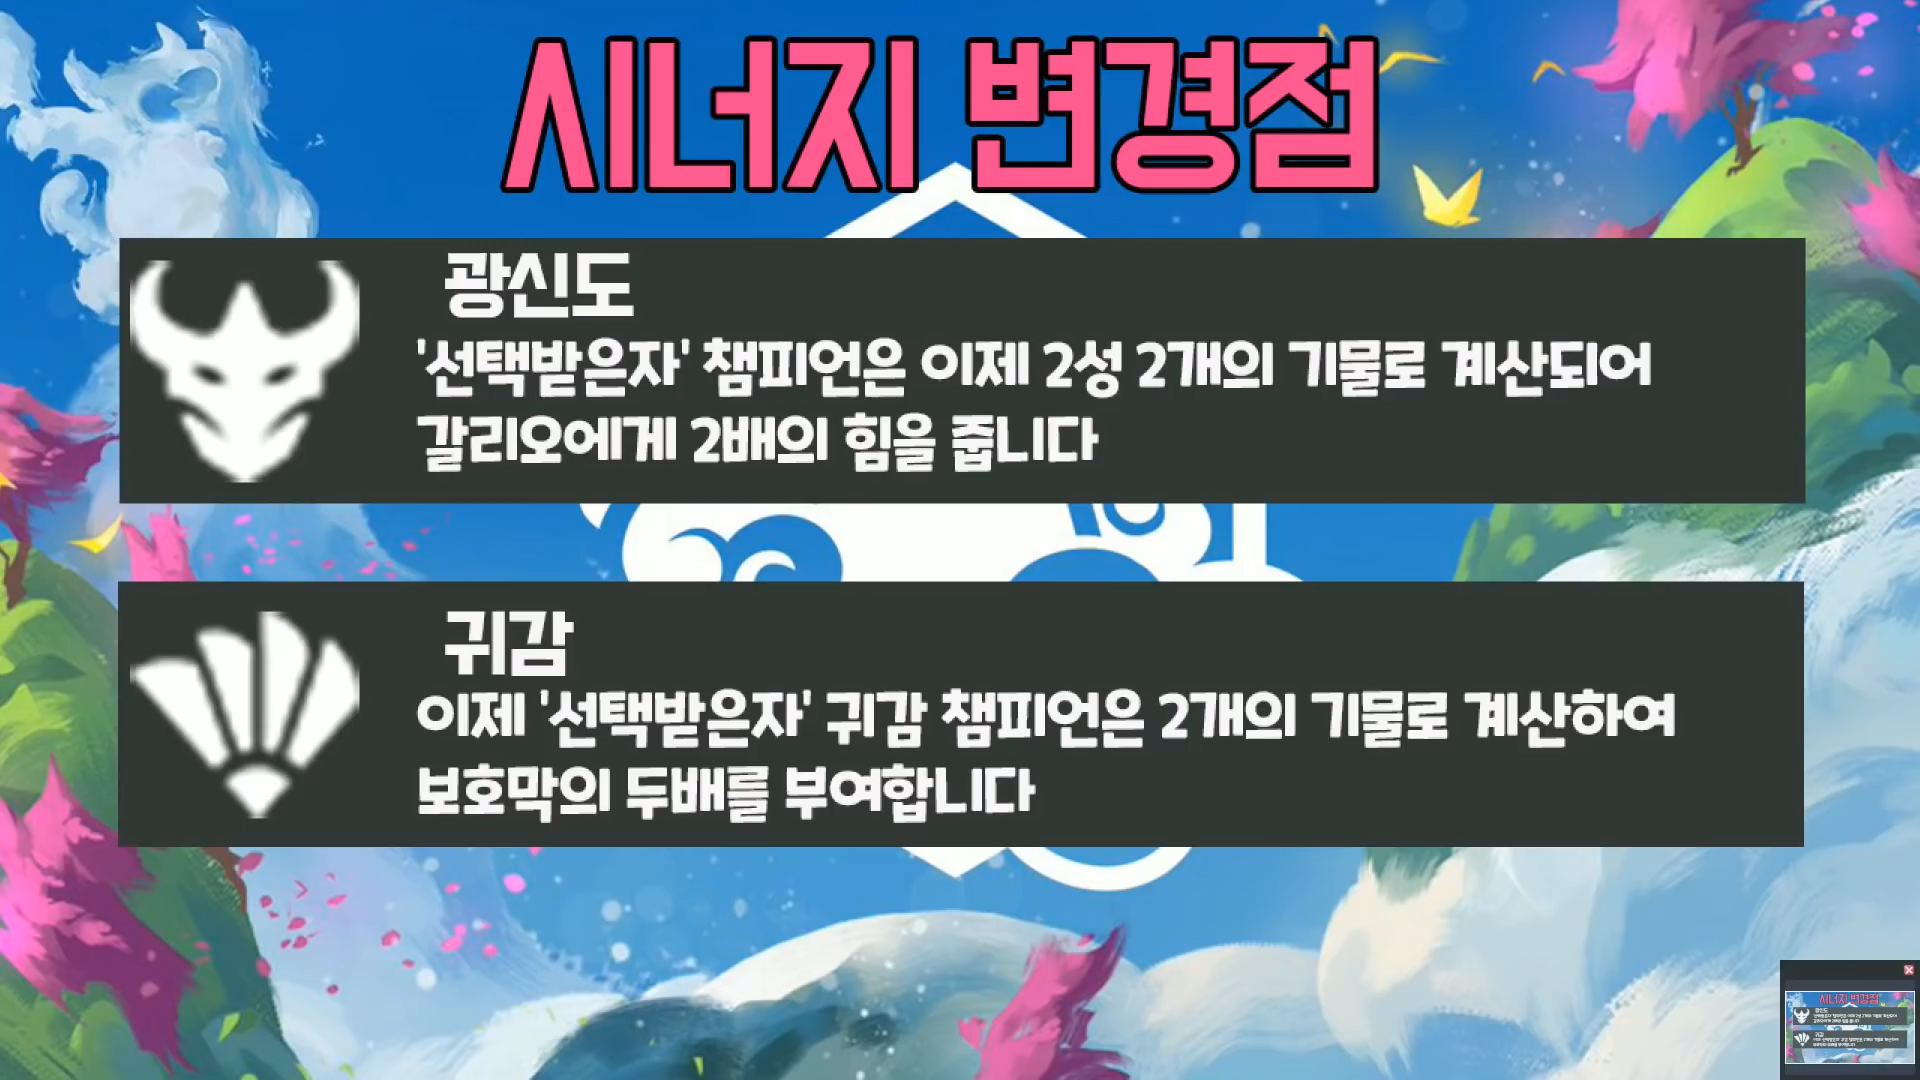 시너지 변경점
광신도
'선택받은자' 챔피언은 이제 2성 2개의 기물로 계산되어
갈리오에게 2배의 힘을 줍니다
귀감
이제 '선택받은자' 귀감 챔피언은 2개의 기물로 계산하여
보호막의 두배를 부여합니다